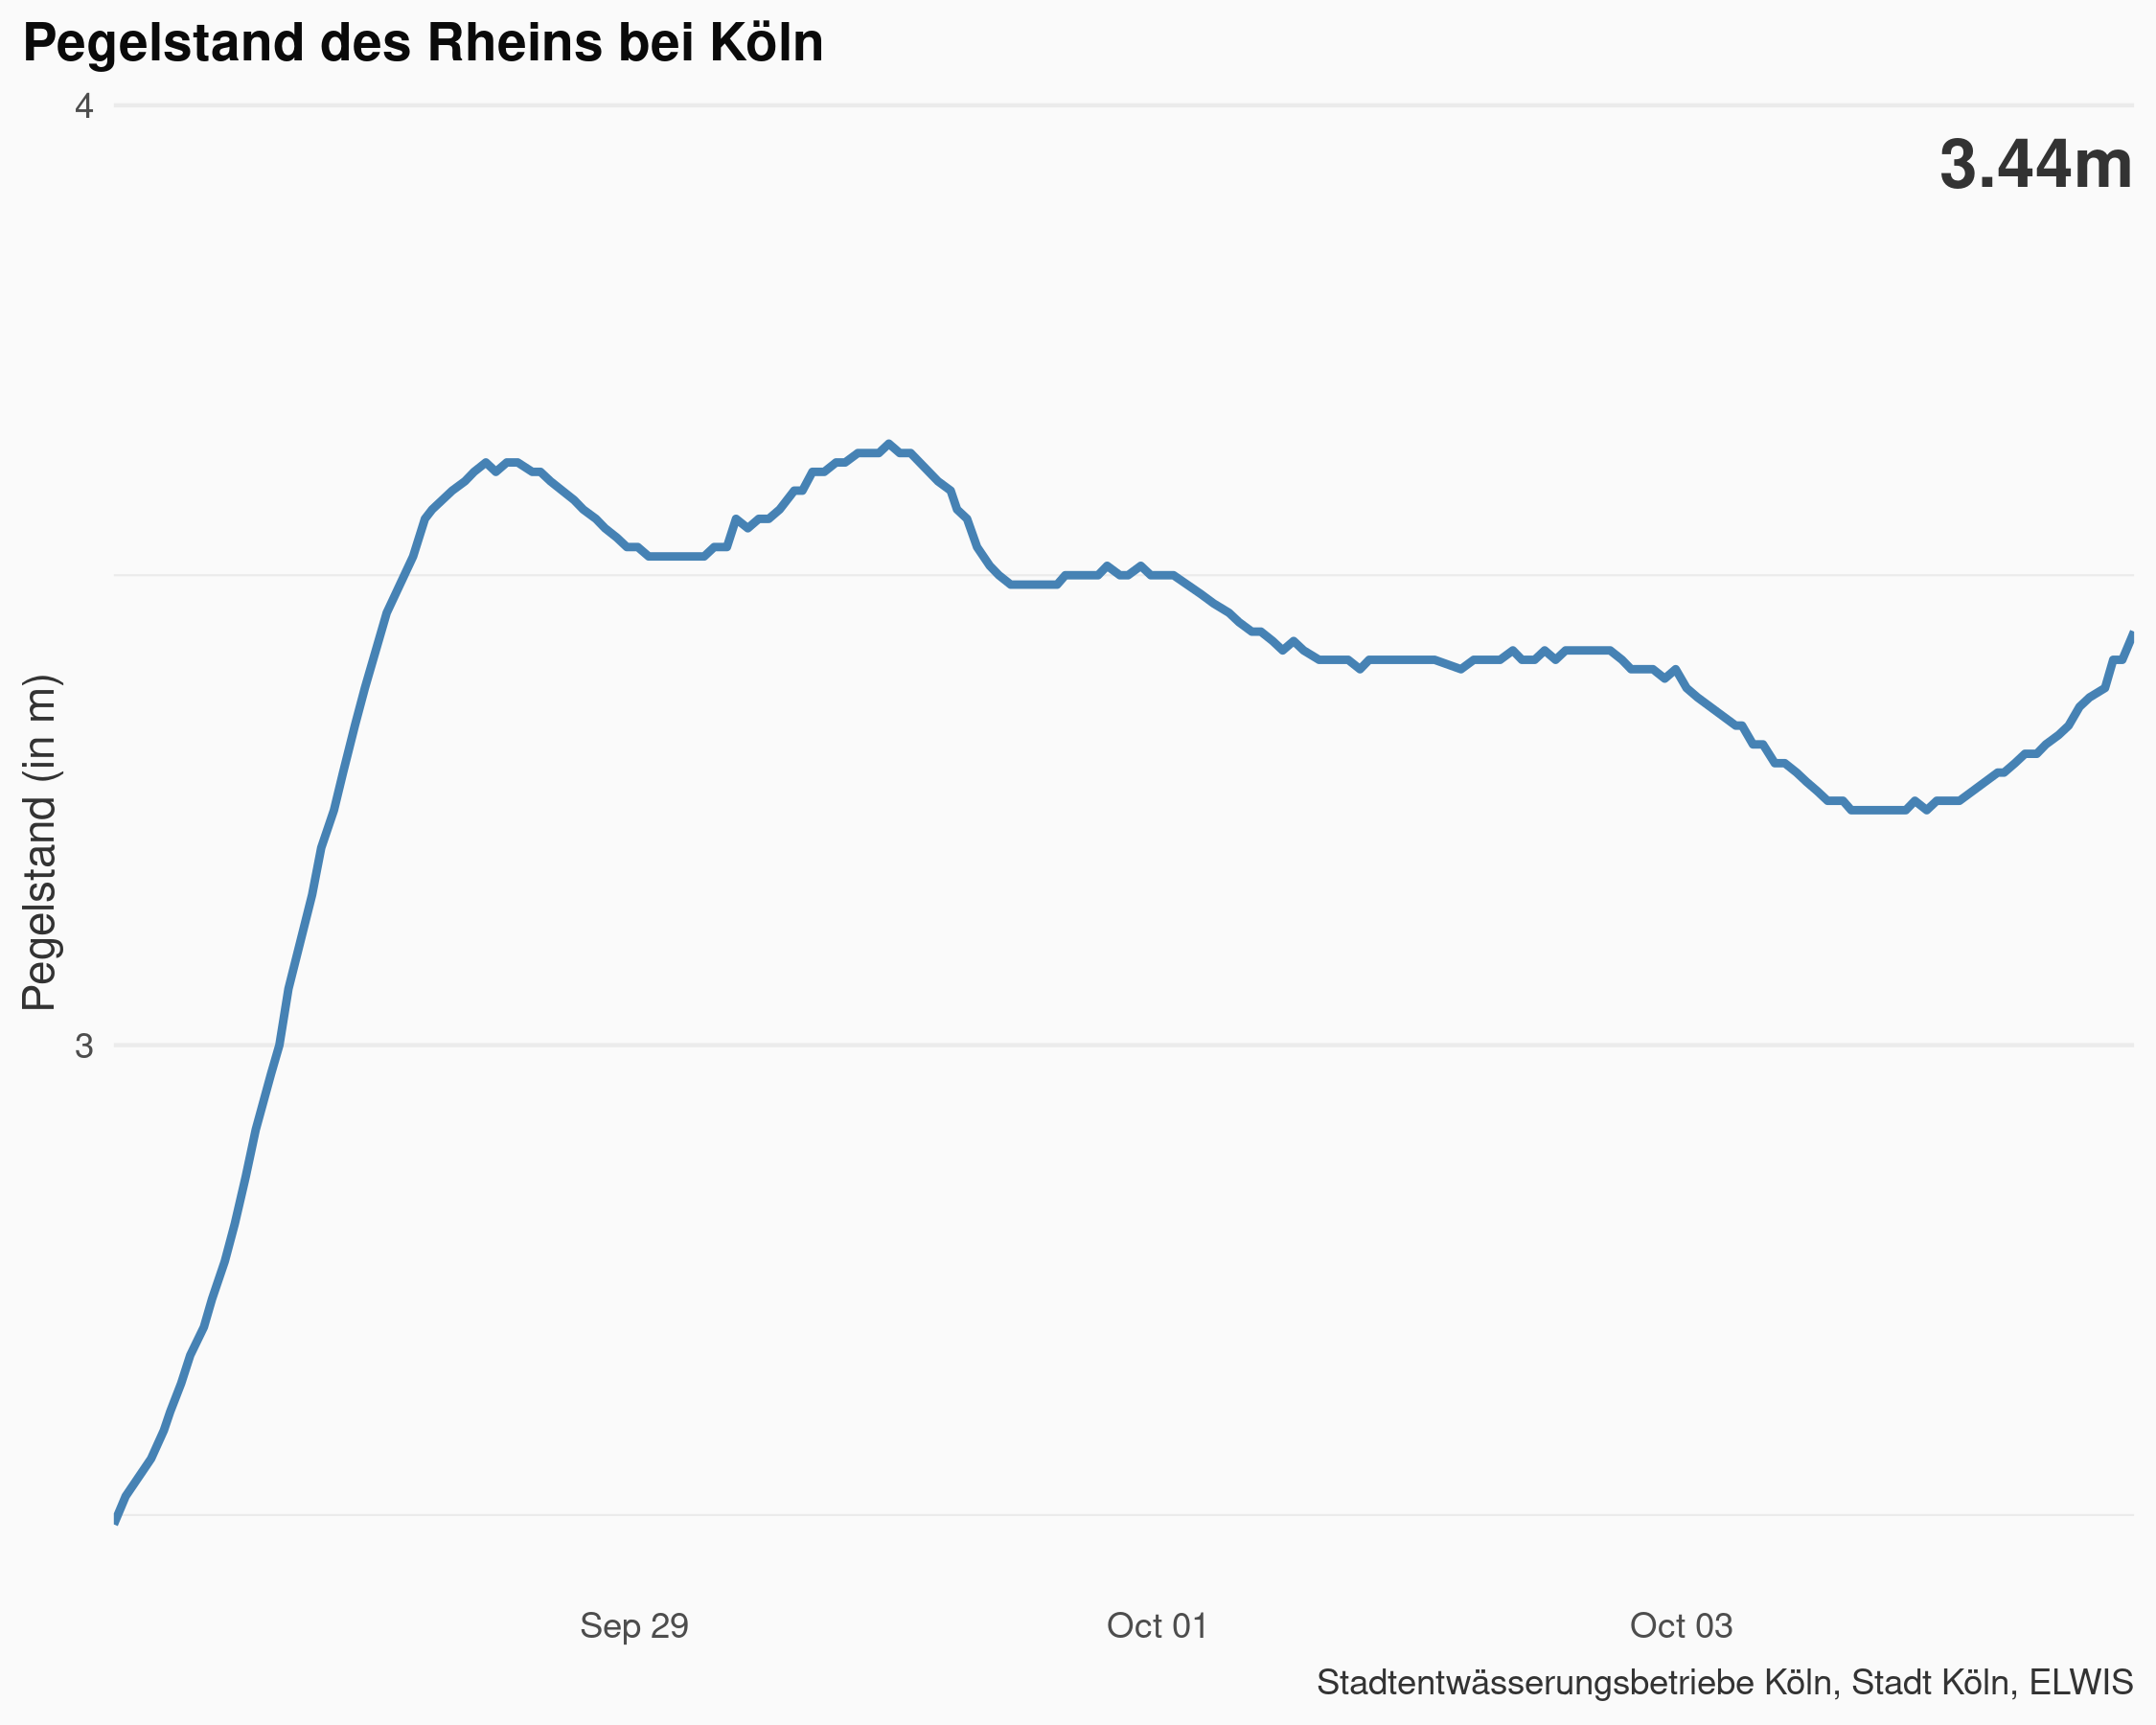 Pegelstand des Rheins bei Köln
4
3.44m
Pegelstand (in m)
3
Sep 29
Oct 01
Oct 03
Stadtentwässerungsbetriebe Köln, Stadt Köln, ELWIS